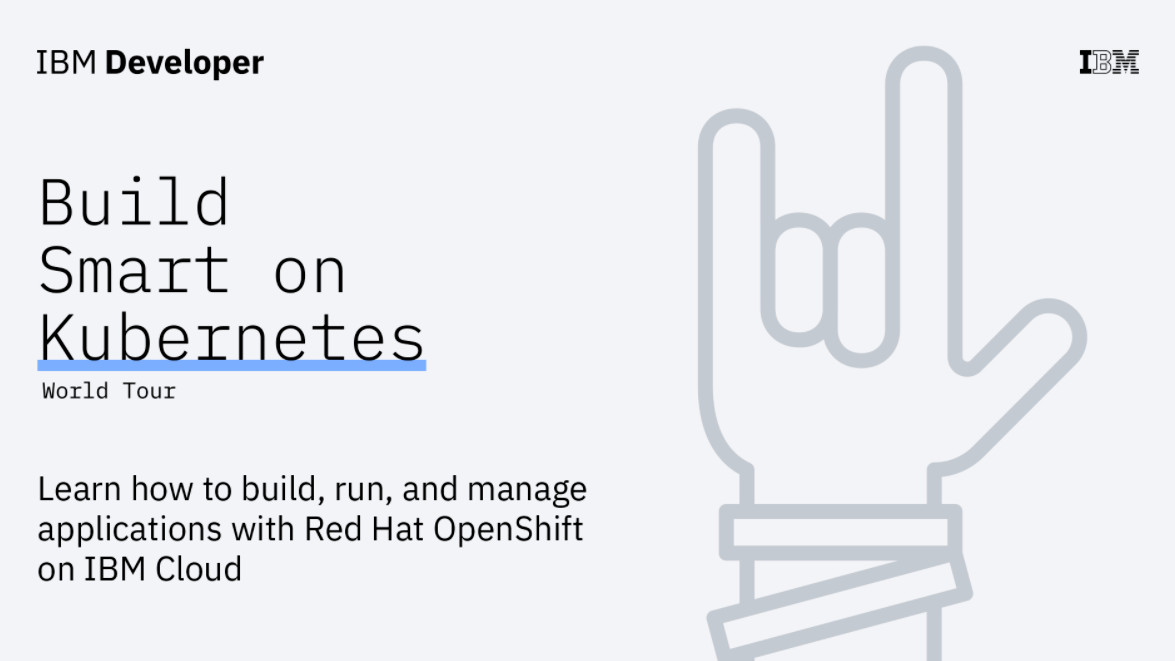 IBM Developer
IBM
Build
Smart on
Kubernetes
World Tour
Learn how to build, run, and manage
applications with Red Hat OpenShift
on IBM Cloud